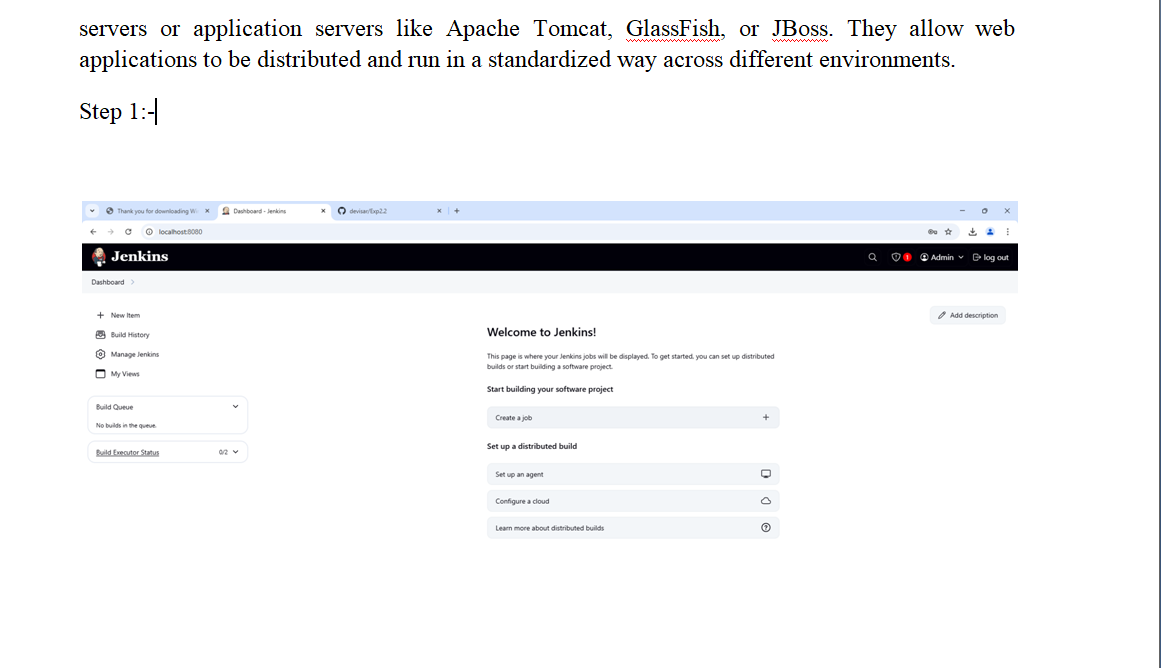 servers or application servers like Apache Tomcat, GlassFish, or JBoss. They allow web
applications to be distributed and run in a standardized way across different environments.
Step 1:-
Thank you for downloading Wi
Dashboard - Jenkins
deviser/Exp2.2
localhost:8080
Jenkins
1
Admin
log out
Dashboard
New Item
Build History
Manage Jenkins
My Views
Build Queue
No builds in the queue.
Build Executor Status 0/2
Add description
Welcome to Jenkins!
This page is where your Jenkins jobs will be displayed. To get started, you can set up distributed
builds or start building a software project.
Start building your software project
Create a job
Set up a distributed build
Set up an agent
Configure a cloud
Learn more about distributed builds